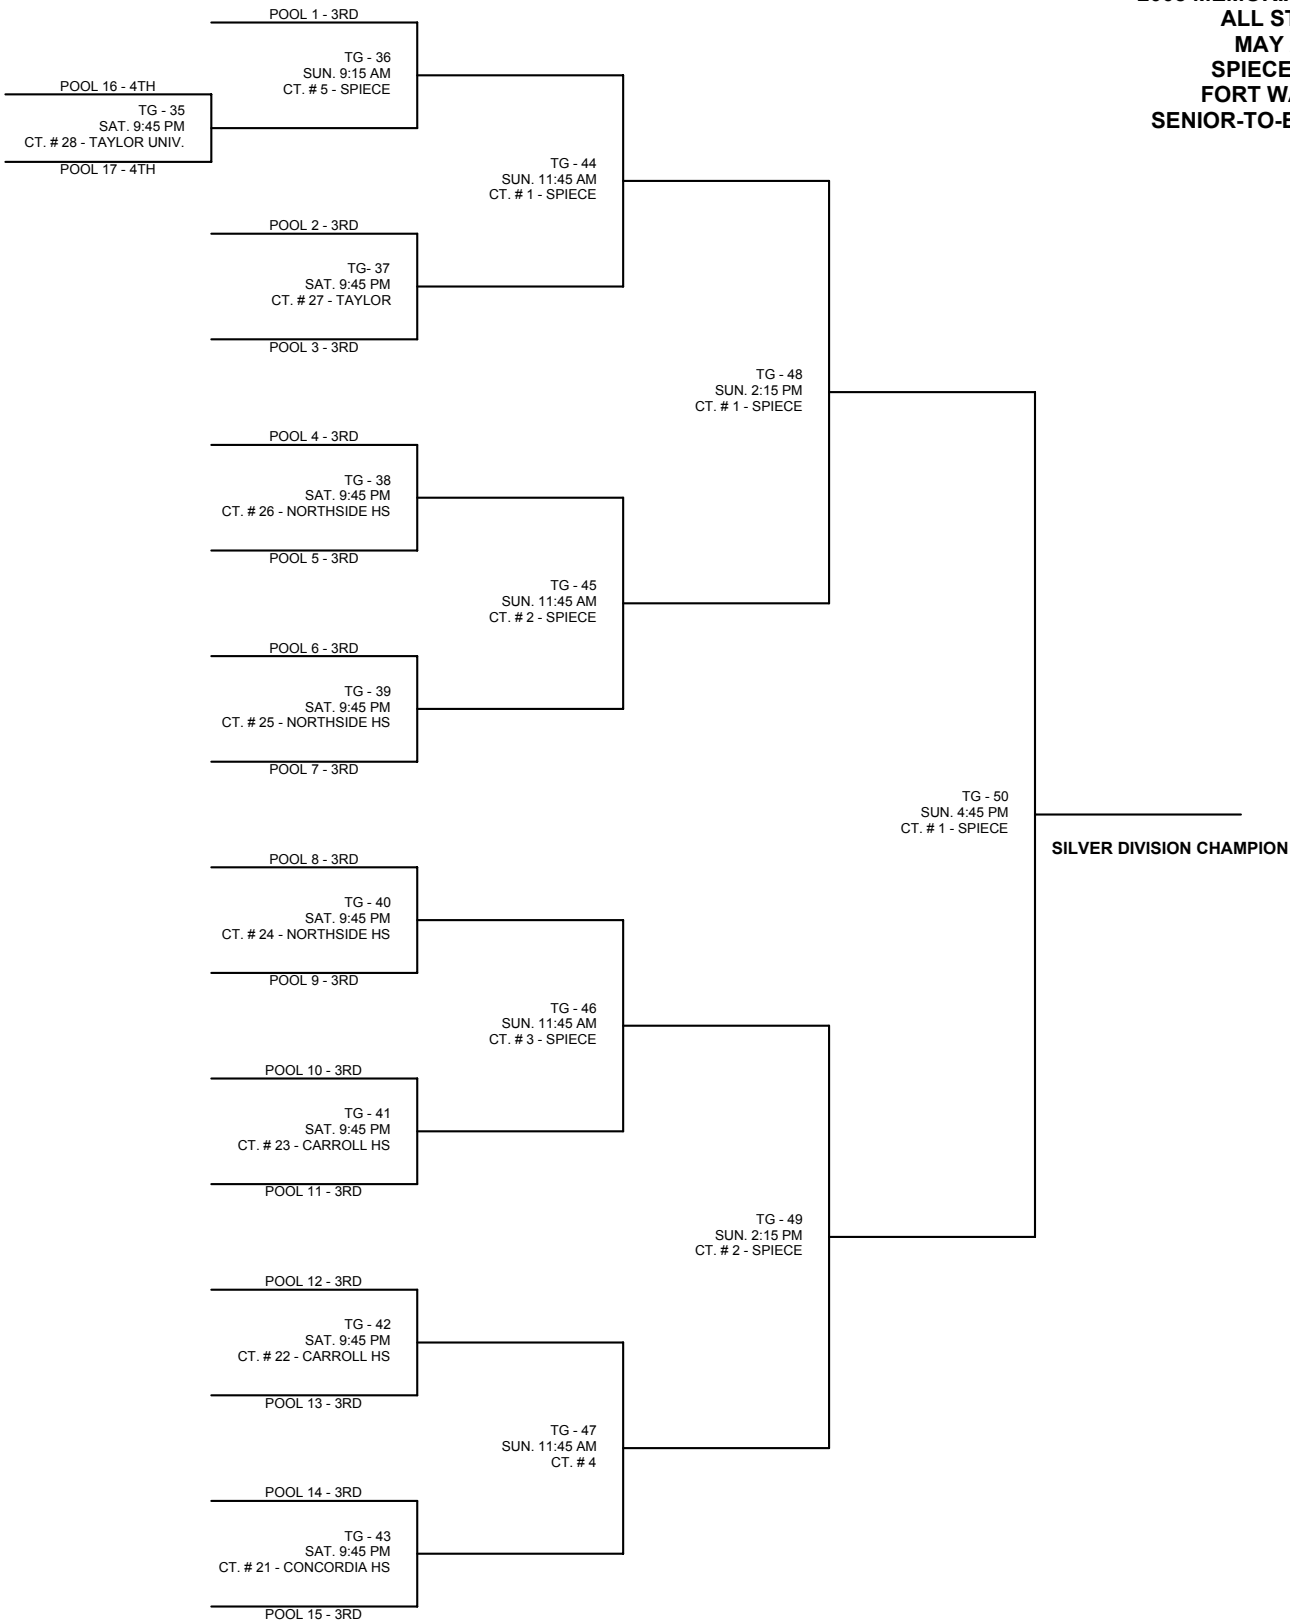 ALL
MAY
SPIECE
FORT
SENIOR-TO-
POOL 1 - 3RD
TG - 36
SUN. 9:15 AM
CT. # 5 - SPIECE
POOL 16 - 4TH
TG - 35
SAT. 9:45 PM
CT. # 28 - TAYLOR UNIV.
POOL 17 - 4TH
TG - 44
SUN. 11:45 AM
CT. # 1 - SPIECE
POOL 2 - 3RD
TG- 37
SAT. 9:45 PM
CT. # 27 - TAYLOR
POOL 3 - 3RD
TG - 48
SUN. 2:15 PM
CT. # 1 - SPIECE
POOL 4 - 3RD
TG - 38
SAT. 9:45 PM
CT. # 26 - NORTHSIDE HS
POOL 5 - 3RD
TG - 45
SUN. 11:45 AM
CT. # 2 - SPIECE
POOL 6 - 3RD
TG - 39
SAT. 9:45 PM
CT. # 25 - NORTHSIDE HS
POOL 7 - 3RD
TG - 50
SUN. 4:45 PM
CT. # 1 - SPIECE
SILVER DIVISION CHAMPION
POOL 8 - 3RD
TG - 40
SAT. 9:45 PM
CT. # 24 - NORTHSIDE HS
POOL 9 - 3RD
TG - 46
SUN. 11:45 AM
CT. # 3 - SPIECE
POOL 10 - 3RD
TG - 41
SAT. 9:45 PM
CT. # 23 - CARROLL HS
POOL 11 - 3RD
TG - 49
SUN. 2:15 PM
CT. # 2 - SPIECE
POOL 12 - 3RD
TG - 42
SAT. 9:45 PM
CT. # 22 - CARROLL HS
POOL 13 - 3RD
TG - 47
SUN. 11:45 AM
CT. # 4
POOL 14 - 3RD
TG - 43
SAT. 9:45 PM
CT. # 21 - CONCORDIA HS
POOL 15 - 3RD